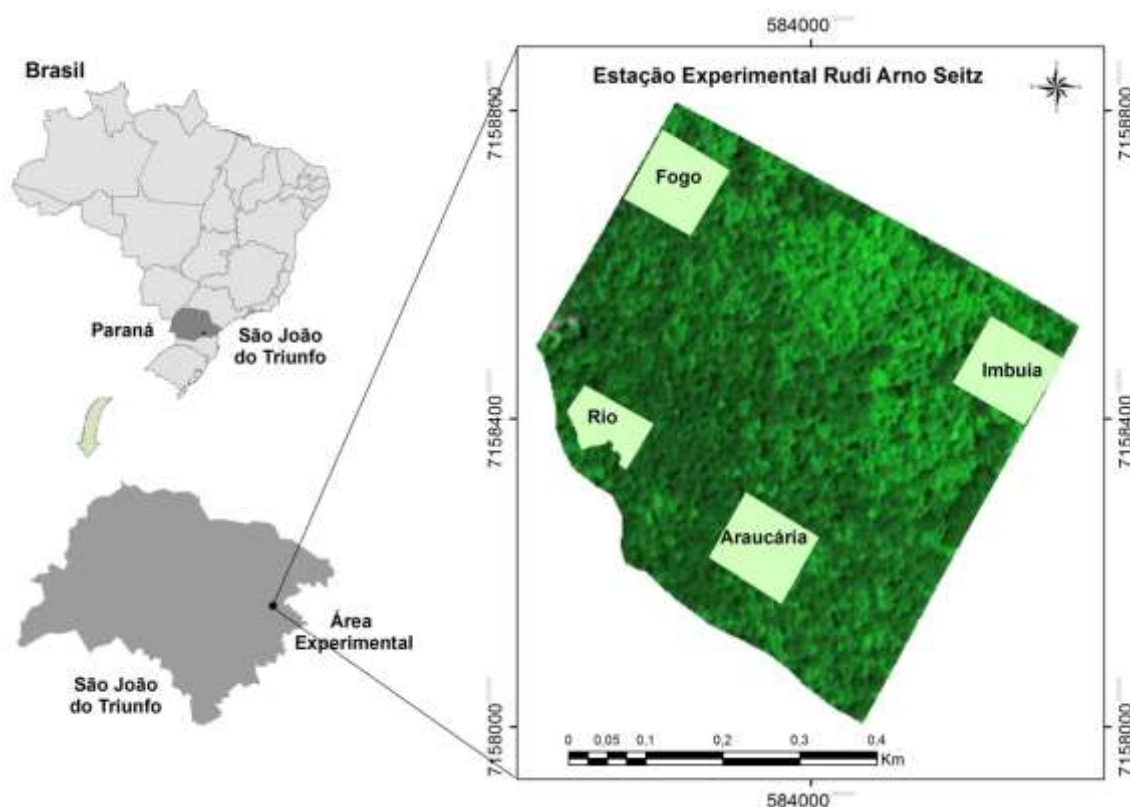 584000
Brasil
Estação Experimental Rudi Arno Seitz
7158800
7158800
Fogo
Paraná
São João
do Triunfo
Imbuia
Rio
7158400
7158400
Araucária
Área
Experimental
São João
do Triunfo
0 0,05 0,1 0,2 0,3 0,4
Km
7158000
7158000
584000